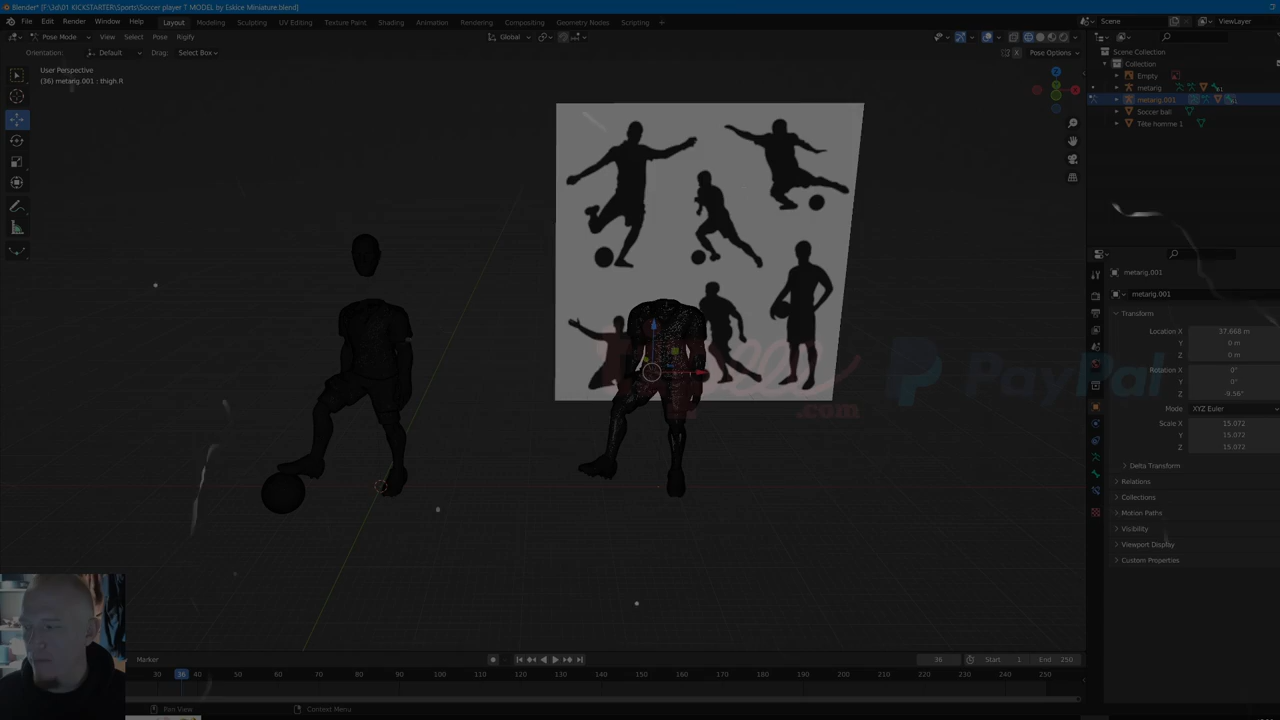 Blender* [F:\3d\01 KICKSTARTER\Sports\Soccer player T MODEL by Eskice Miniature.blend]
File Edit Render Window Help Layout Modeling Sculpting UV Editing Texture Paint Shading Animation Rendering Compositing Geometry Nodes Scripting + Scene ViewLayer
Pose Mode View Select Pose Rigify Global
Orientation: Default Drag: Select Box Pose Options
User Perspective
(36) metarig.001 : thigh.R
Scene Collection
Collection
Empty
metarig
metarig.001
Soccer ball
Tête homme 1
metarig.001
metarig.001
Transform
Location X 37.668 m
Y 0 m
Z 0 m
Rotation X 0°
Y 0°
Z -9.56°
Mode XYZ Euler
Scale X 15.072
Y 15.072
Z 15.072
Delta Transform
Relations
Collections
Motion Paths
Visibility
Viewport Display
Custom Properties
.com
PayPal
Marker 36 Start 1 End 250
30 36 40 50 60 70 80 90 100 110 120 130 140 150 160 170 180 190 200 210 220 230 240 250
Pan View Context Menu